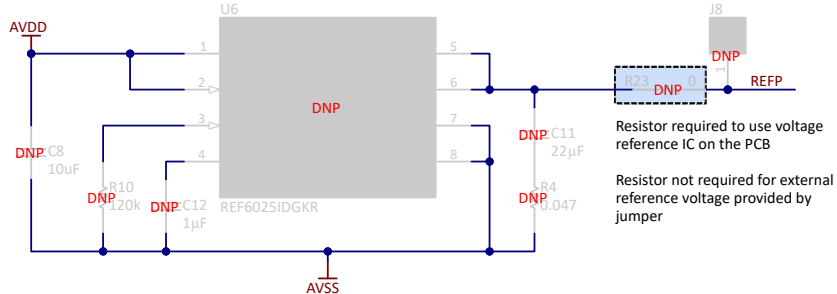 U6
J8
AVDD
1
5
DNP
1
2
6
R23
0
DNP
REFP
DNP
3
7
Resistor required to use voltage
reference IC on the PCB
DNP
C8
10uF
DNP
C11
22µF
4
8
Resistor not required for external
reference voltage provided by
jumper
DNP
R10
120k
DNP
C12
1µF
REF6025IDGKR
DNP
R4
0.047
AVSS